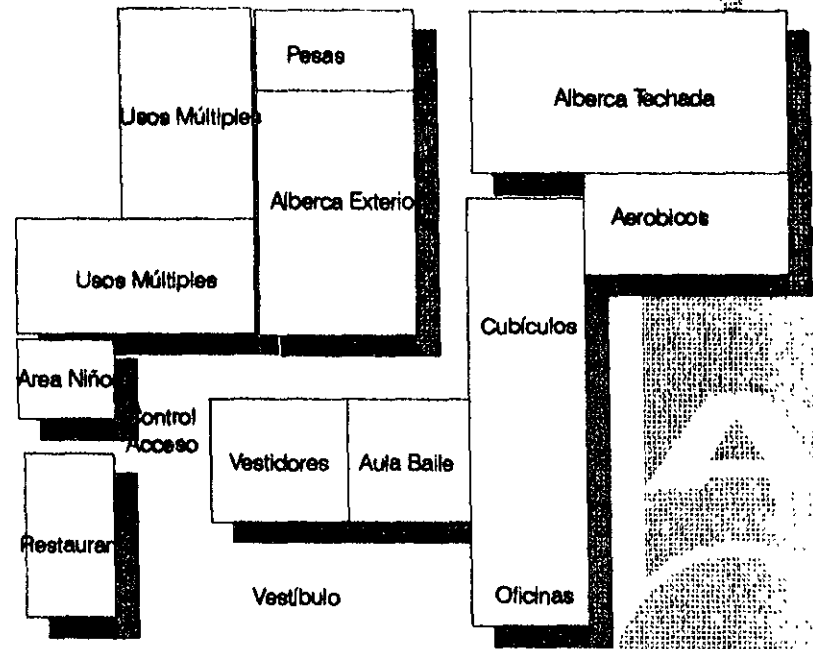 Pesas
Alberca Techada
Usos Múltiples
Alberca Exterio
Aerobicos
Usos Múltiples
Cubículos
Area Niño
Control
Acceso
Vestidores
Aula Baile
Restauran
Vestíbulo
Oficinas